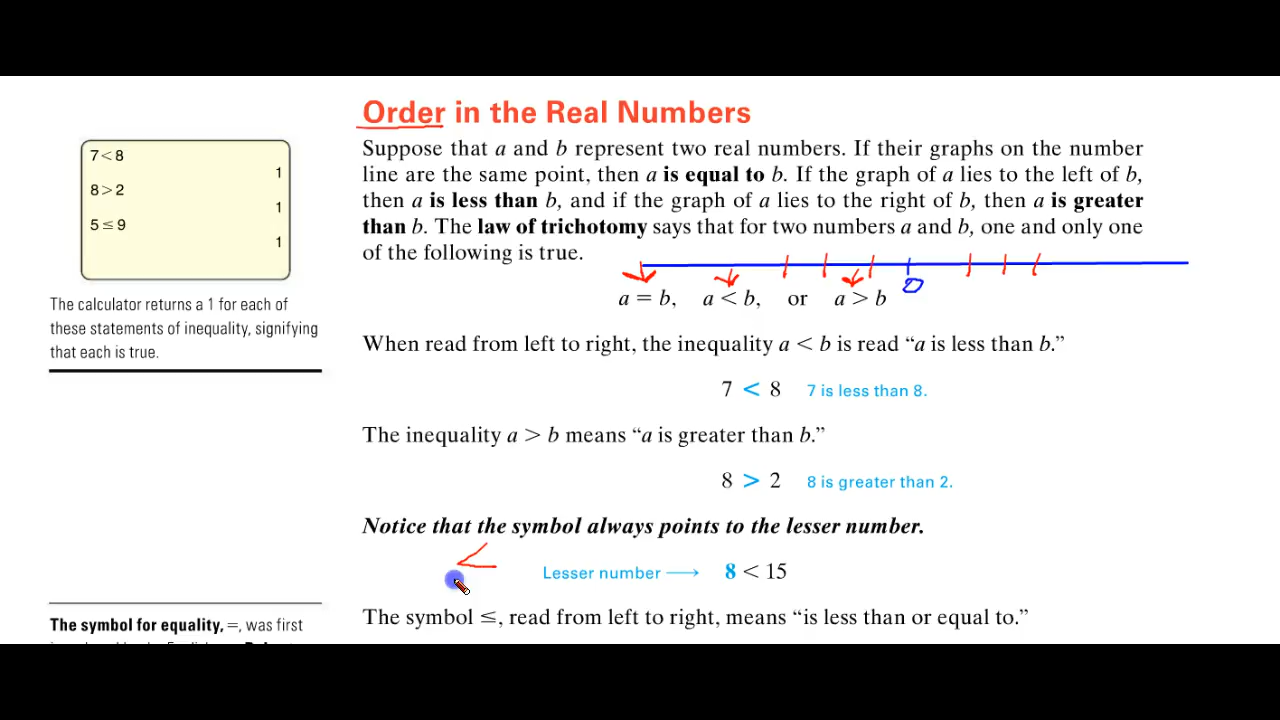 Order in the Real Numbers
7 < 8
1
8 > 2
1
5 ≤ 9
1
The calculator returns a 1 for each of
these statements of inequality, signifying
that each is true.
Suppose that a and b represent two real numbers. If their graphs on the number
line are the same point, then a is equal to b. If the graph of a lies to the left of b,
then a is less than b, and if the graph of a lies to the right of b, then a is greater
than b. The law of trichotomy says that for two numbers a and b, one and only one
of the following is true.
0
a = b, a < b, or a > b
When read from left to right, the inequality a < b is read “a is less than b.”
7 < 8 7 is less than 8.
The inequality a > b means “a is greater than b.”
8 > 2 8 is greater than 2.
Notice that the symbol always points to the lesser number.
< Lesser number ⟶ 8 < 15
The symbol ≤, read from left to right, means “is less than or equal to.”
The symbol for equality, =, was first